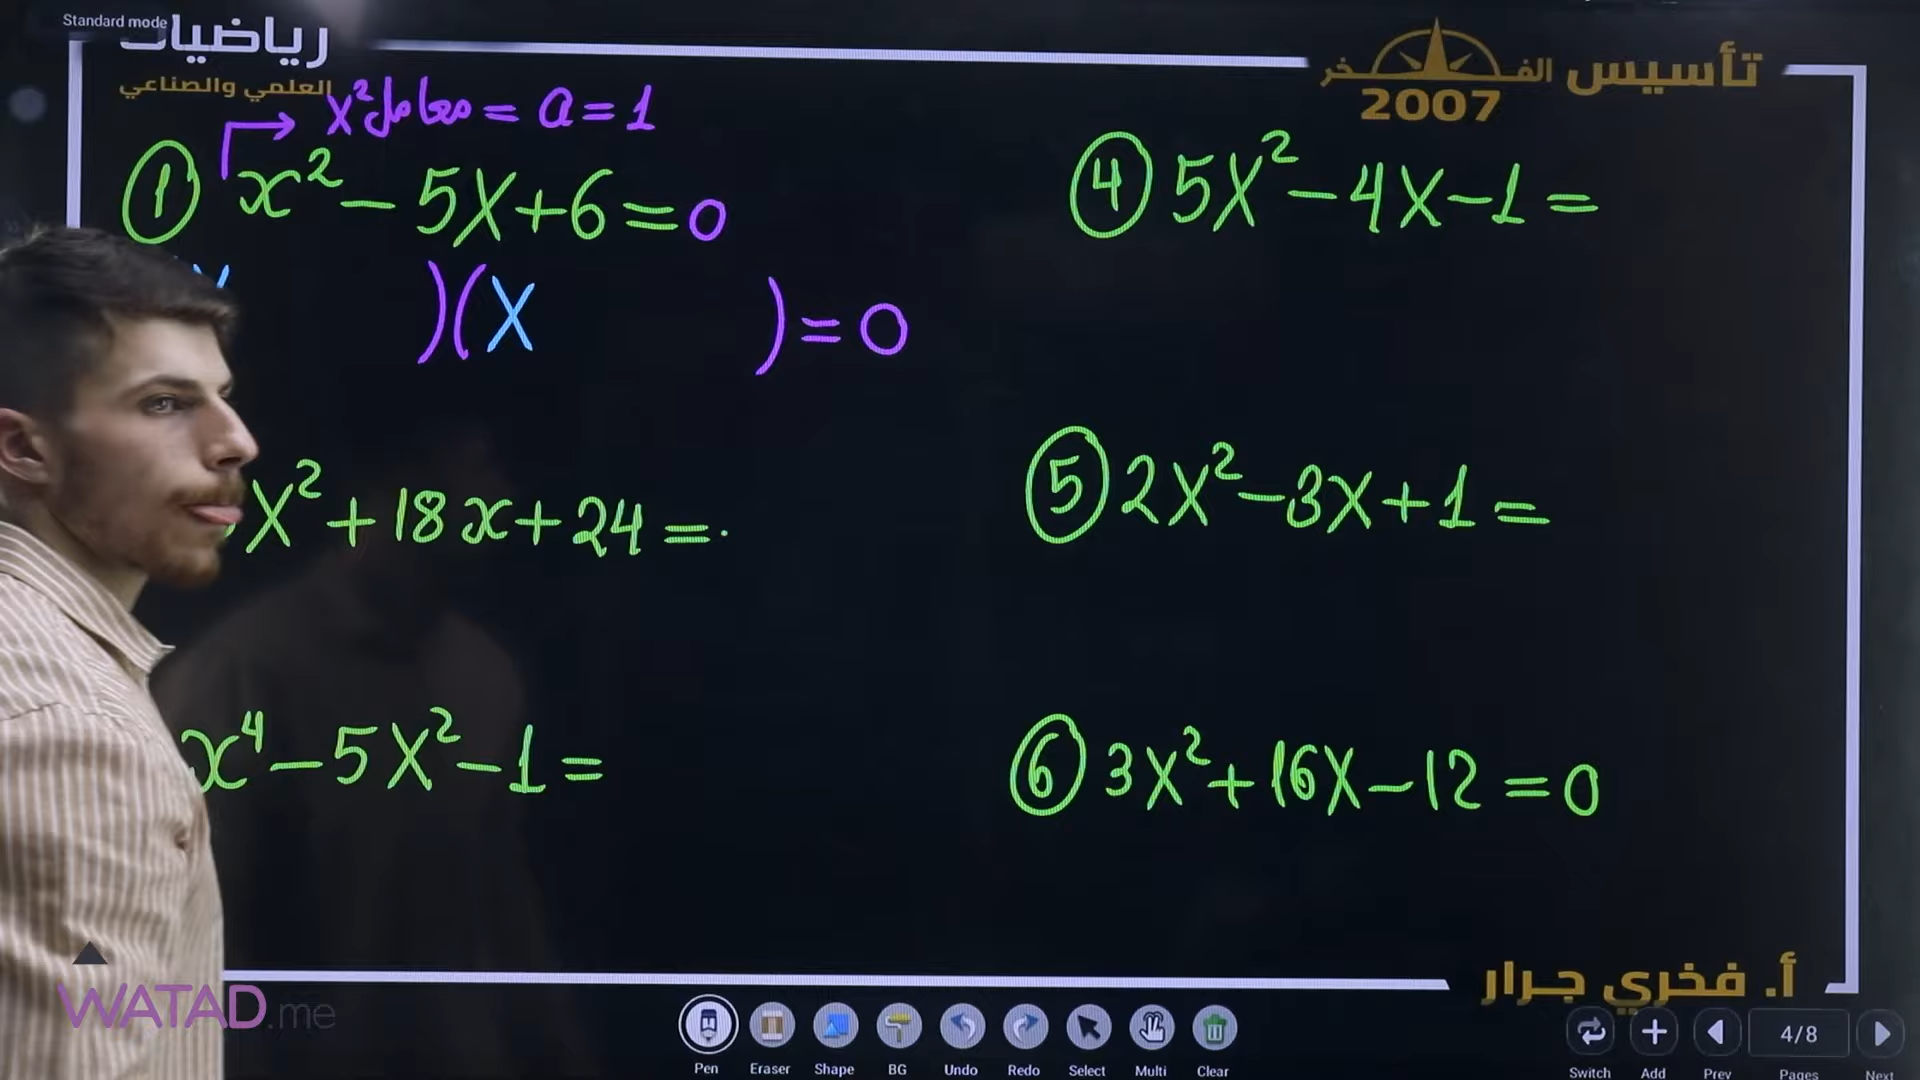 Standard mode
رياضيات
العلمي والصناعي
تأسيس الفخر
2007
x² معامل = a = 1
① x² - 5x + 6 = 0
)(x ) = 0
x² + 18x + 24 = .
x⁴ - 5x² - 1 =
④ 5x² - 4x - 1 =
⑤ 2x² - 3x + 1 =
⑥ 3x² + 16x - 12 = 0
أ. فخري جرار
WATAD.me
Pen Eraser Shape BG Undo Redo Select Multi Clear
4/8
Switch Add Prev Pages Next